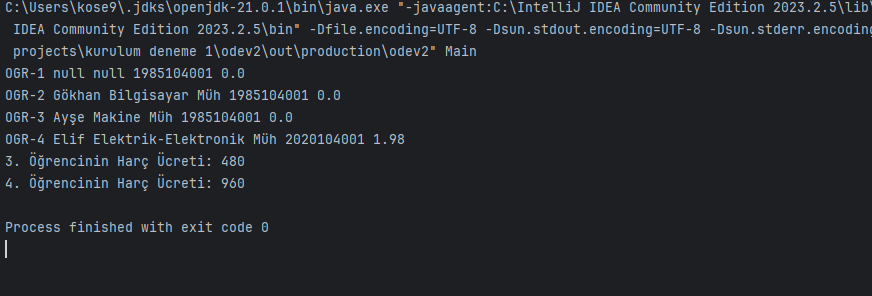 C:\Users\kose9\.jdks\openjdk-21.0.1\bin\java.exe "-javaagent:C:\IntelliJ IDEA Community Edition 2023.2.5\lib\
IDEA Community Edition 2023.2.5\bin" -Dfile.encoding=UTF-8 -Dsun.stdout.encoding=UTF-8 -Dsun.stderr.encoding
projects\kurulum deneme 1\odev2\out\production\odev2" Main
OGR-1 null null 1985104001 0.0
OGR-2 Gökhan Bilgisayar Müh 1985104001 0.0
OGR-3 Ayşe Makine Müh 1985104001 0.0
OGR-4 Elif Elektrik-Elektronik Müh 2020104001 1.98
3. Öğrencinin Harç Ücreti: 480
4. Öğrencinin Harç Ücreti: 960
Process finished with exit code 0